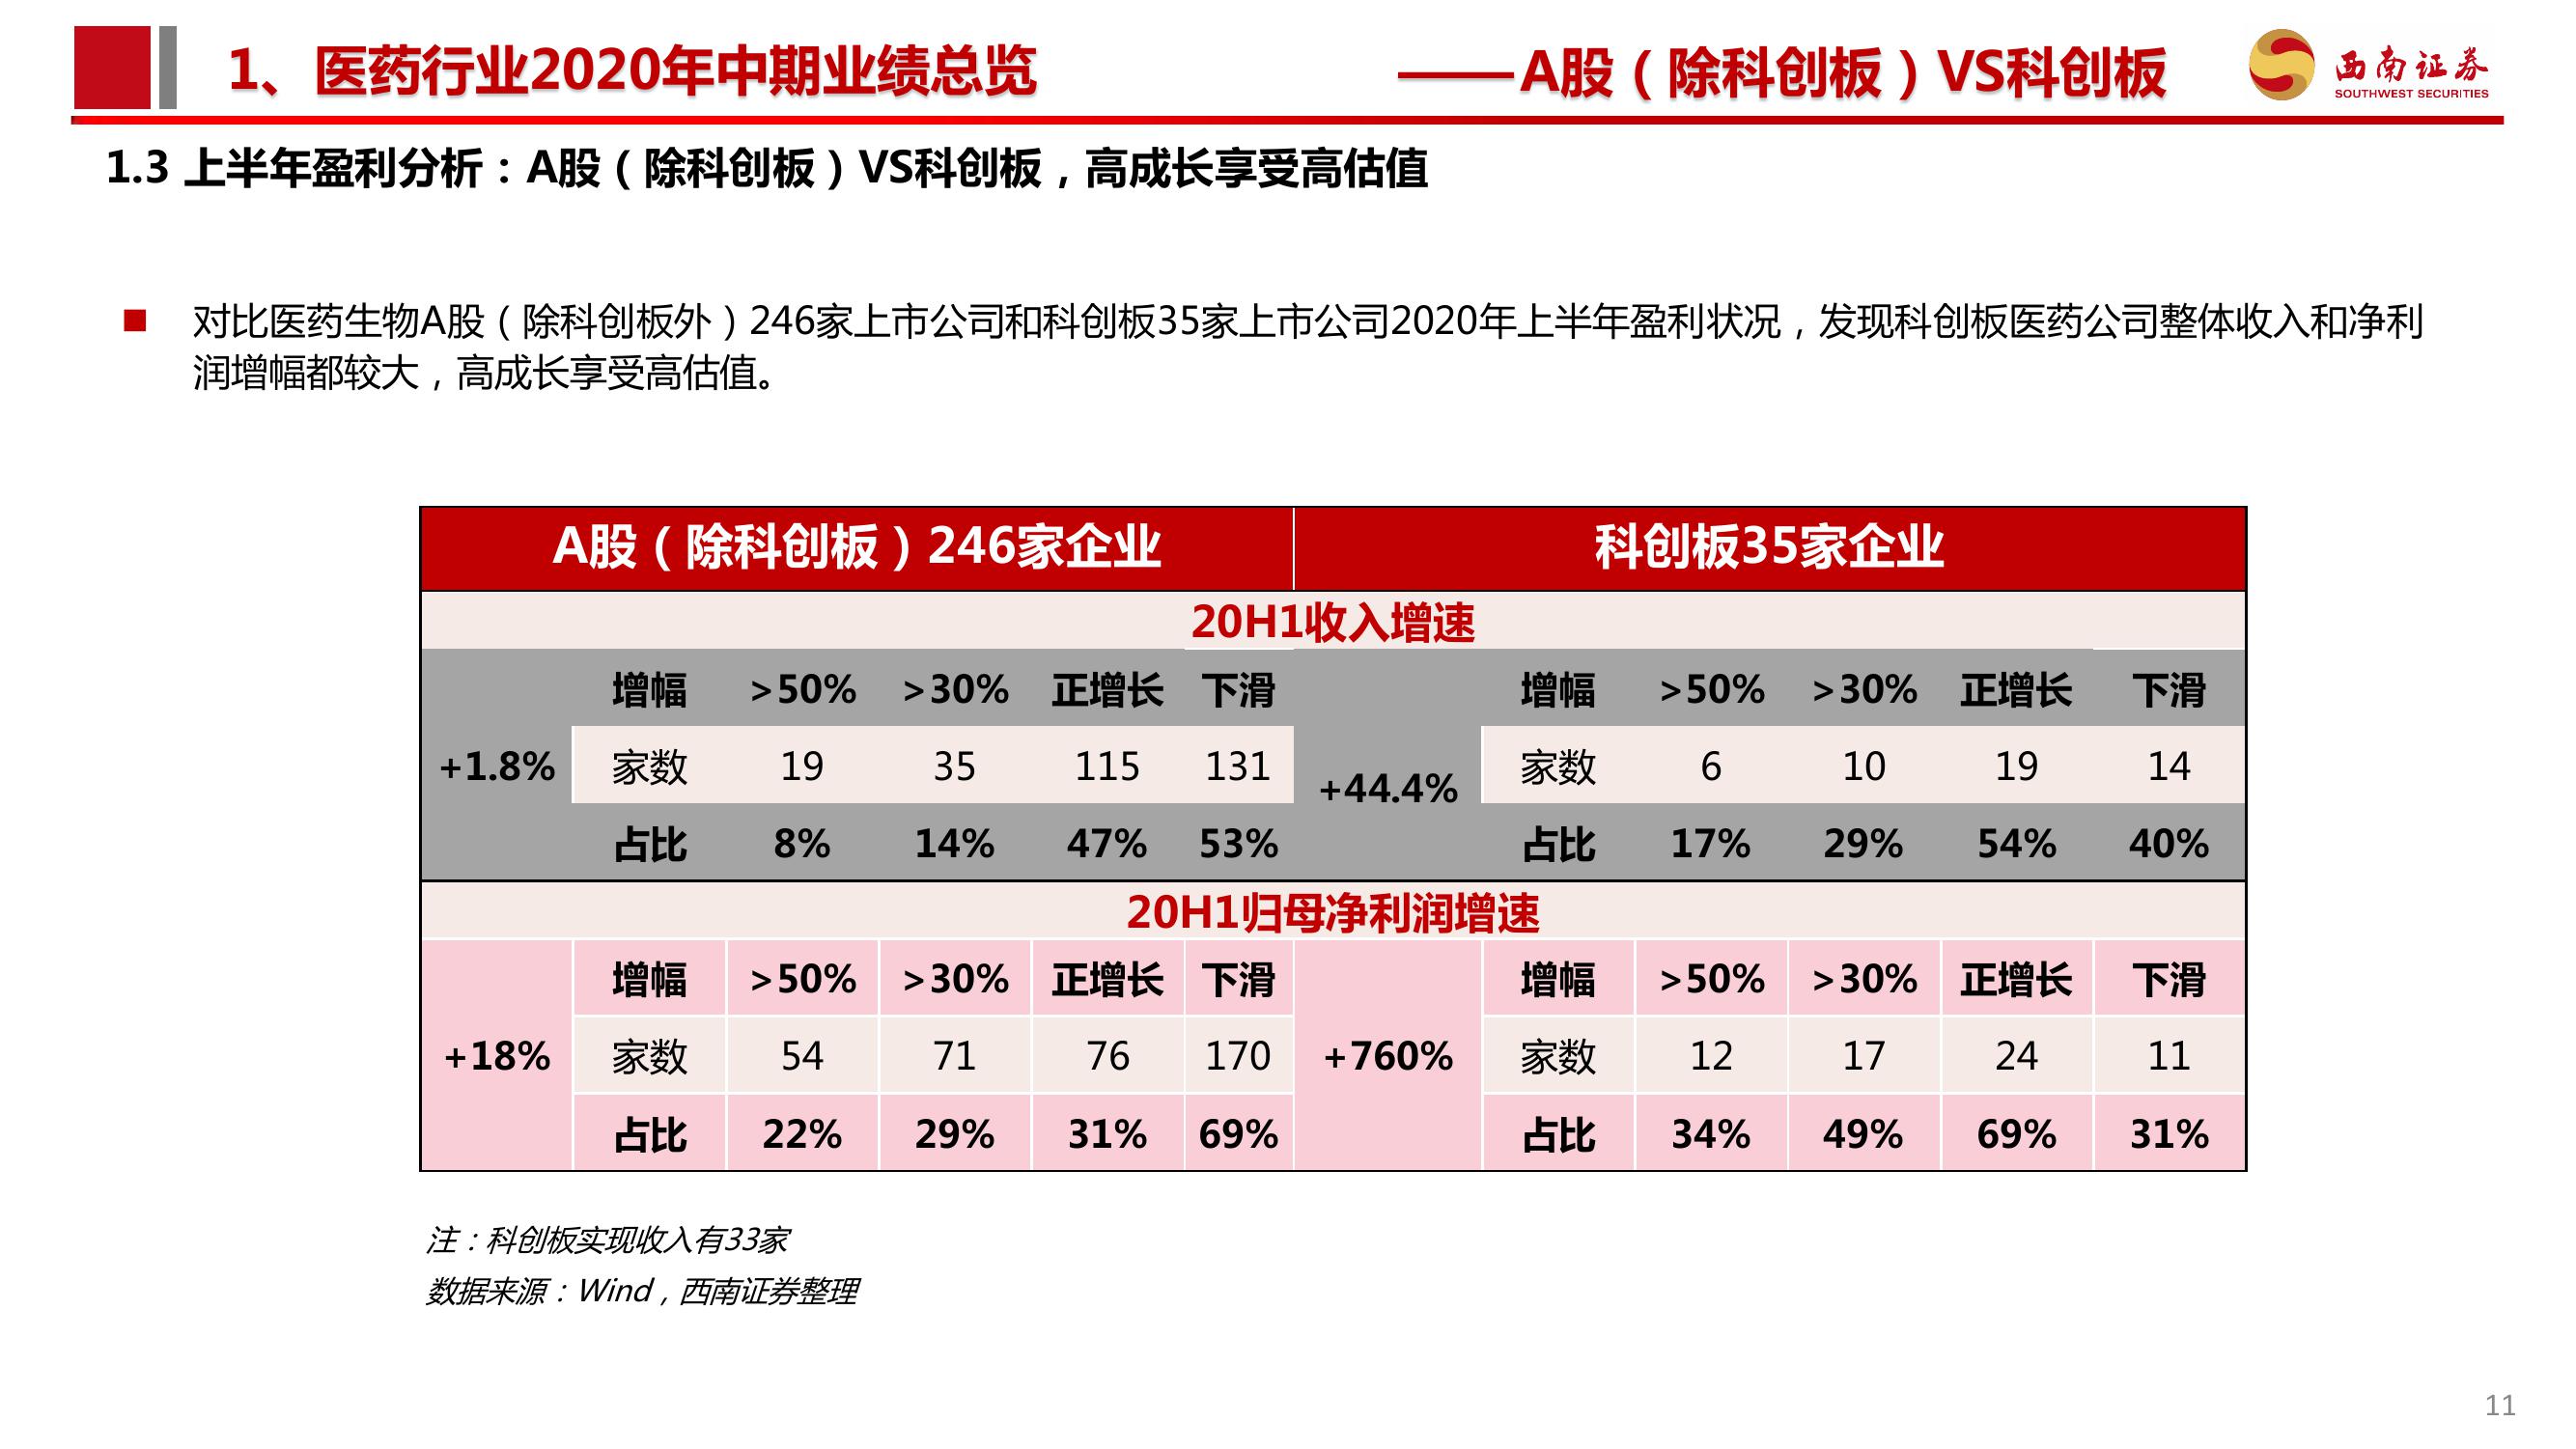 1、医药行业2020年中期业绩总览
——A股（除科创板）VS科创板
西南证券
SOUTHWEST SECURITIES
1.3 上半年盈利分析：A股（除科创板）VS科创板，高成长享受高估值
对比医药生物A股（除科创板外）246家上市公司和科创板35家上市公司2020年上半年盈利状况，发现科创板医药公司整体收入和净利
润增幅都较大，高成长享受高估值。
A股（除科创板）246家企业 科创板35家企业
20H1收入增速
增幅 >50% >30% 正增长 下滑 增幅 >50% >30% 正增长 下滑
+1.8% 家数 19 35 115 131 +44.4% 家数 6 10 19 14
占比 8% 14% 47% 53% 占比 17% 29% 54% 40%
20H1归母净利润增速
增幅 >50% >30% 正增长 下滑 增幅 >50% >30% 正增长 下滑
+18% 家数 54 71 76 170 +760% 家数 12 17 24 11
占比 22% 29% 31% 69% 占比 34% 49% 69% 31%
注：科创板实现收入有33家
数据来源：Wind，西南证券整理
11